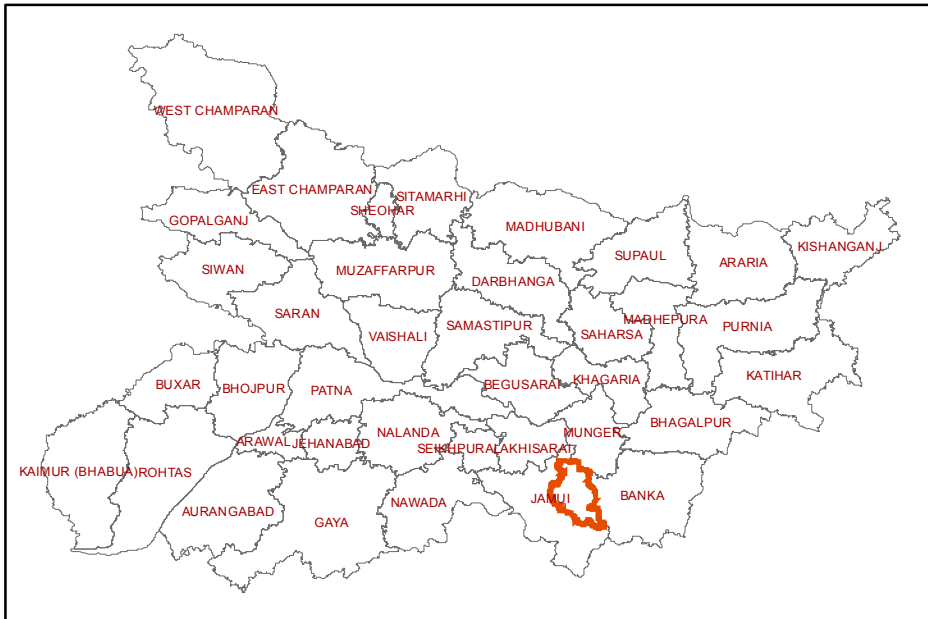 WEST CHAMPARAN
EAST CHAMPARAN
SHEOHAR
SITAMARHI
GOPALGANJ
MADHUBANI
KISHANGANJ
SUPAUL
ARARIA
SIWAN
MUZAFFARPUR
DARBHANGA
SARAN
VAISHALI
SAMASTIPUR
SAHARSA
MADHEPURA
PURNIA
BUXAR
BHOJPUR
PATNA
BEGUSARAI
KHAGARIA
KATIHAR
ARAWAL
JEHANABAD
NALANDA
SEIKHPURA
LAKHISARAI
MUNGER
BHAGALPUR
KAIMUR (BHABUA)
ROHTAS
AURANGABAD
GAYA
NAWADA
JAMUI
BANKA